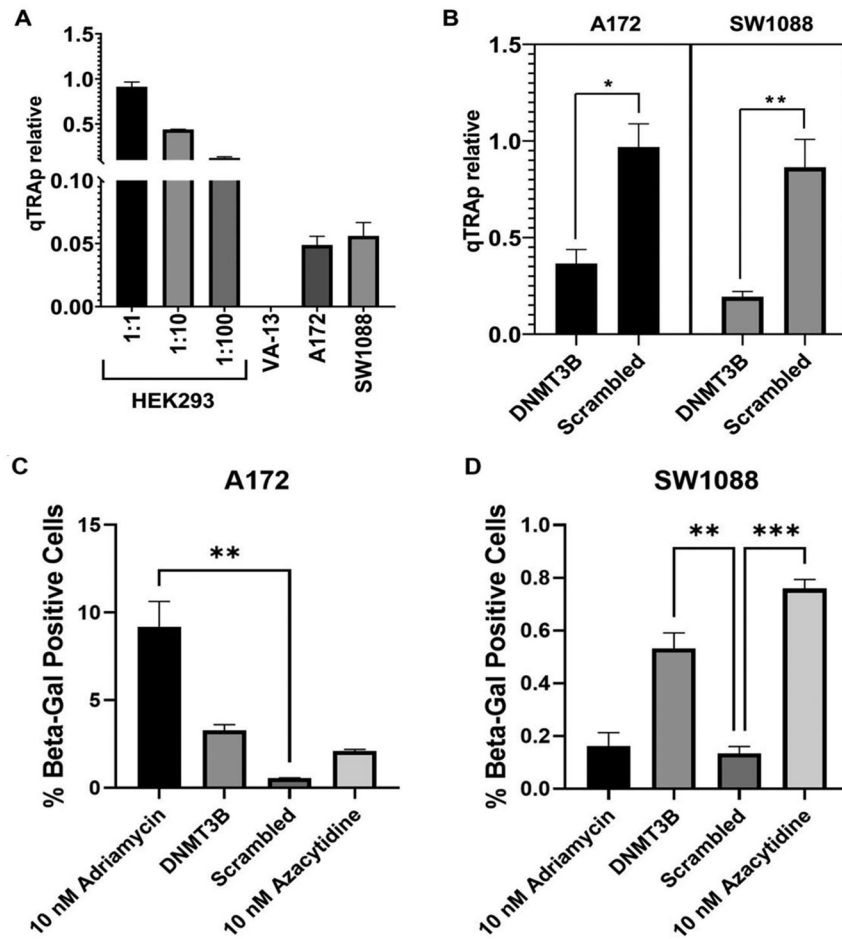 A
qTRAp relative
1.5
1.0
0.5
0.10
0.05
0.00
1:1
1:10
1:100
VA-13
A172
SW1088
HEK293
B
A172
SW1088
qTRAp relative
1.5
1.0
0.5
0.0
*
**
DNMT3B
Scrambled
DNMT3B
Scrambled
C
A172
% Beta-Gal Positive Cells
15
10
5
0
**
10 nM Adriamycin
DNMT3B
Scrambled
10 nM Azacytidine
D
SW1088
% Beta-Gal Positive Cells
1.0
0.8
0.6
0.4
0.2
0.0
**
***
10 nM Adriamycin
DNMT3B
Scrambled
10 nM Azacytidine